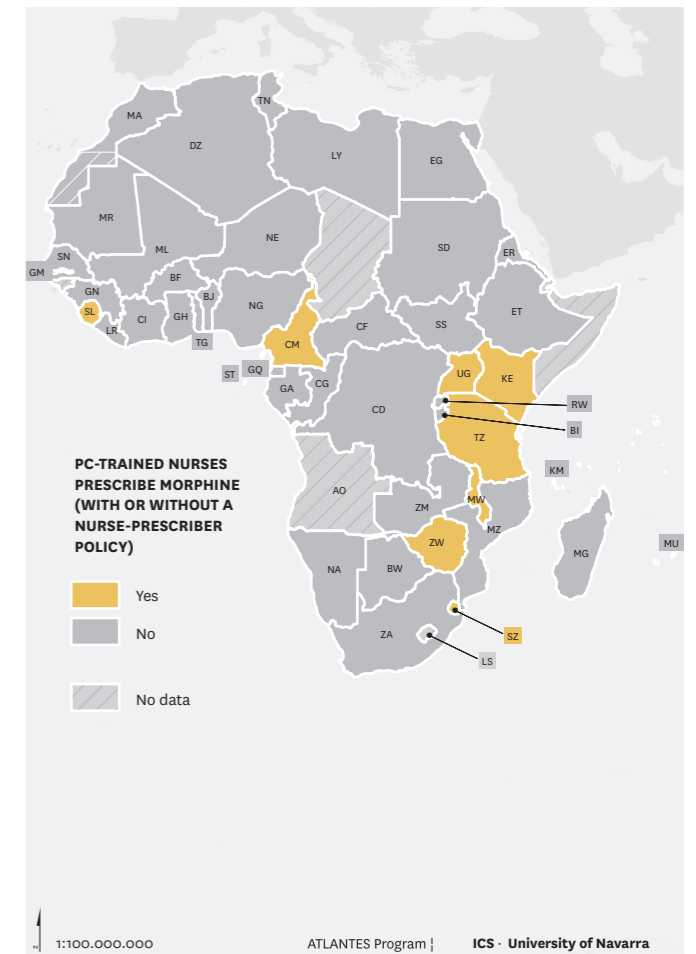 TN
MA
DZ
LY
EG
MR
ML
NE
SD
ER
SN
GM
BF
GN
BJ
NG
ET
SL
CI
GH
LR
TG
CF
SS
CM
ST
GQ
GA
CG
UG
KE
CD
RW
BI
TZ
KM
AO
MW
ZM
MZ
ZW
MU
MG
NA
BW
ZA
SZ
LS
PC-TRAINED NURSES
PRESCRIBE MORPHINE
(WITH OR WITHOUT A
NURSE-PRESCRIBER
POLICY)
Yes
No
No data
N
1:100.000.000
ATLANTES Program ¦ ICS · University of Navarra